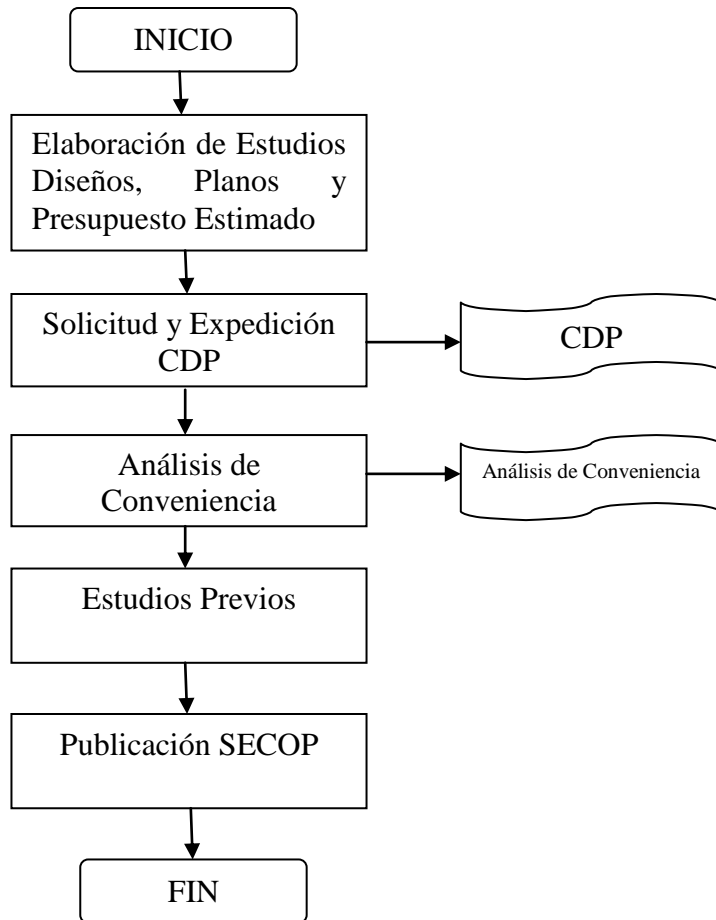 INICIO
Elaboración de Estudios
Diseños, Planos y
Presupuesto Estimado
Solicitud y Expedición
CDP
CDP
Análisis de
Conveniencia
Análisis de Conveniencia
Estudios Previos
Publicación SECOP
FIN